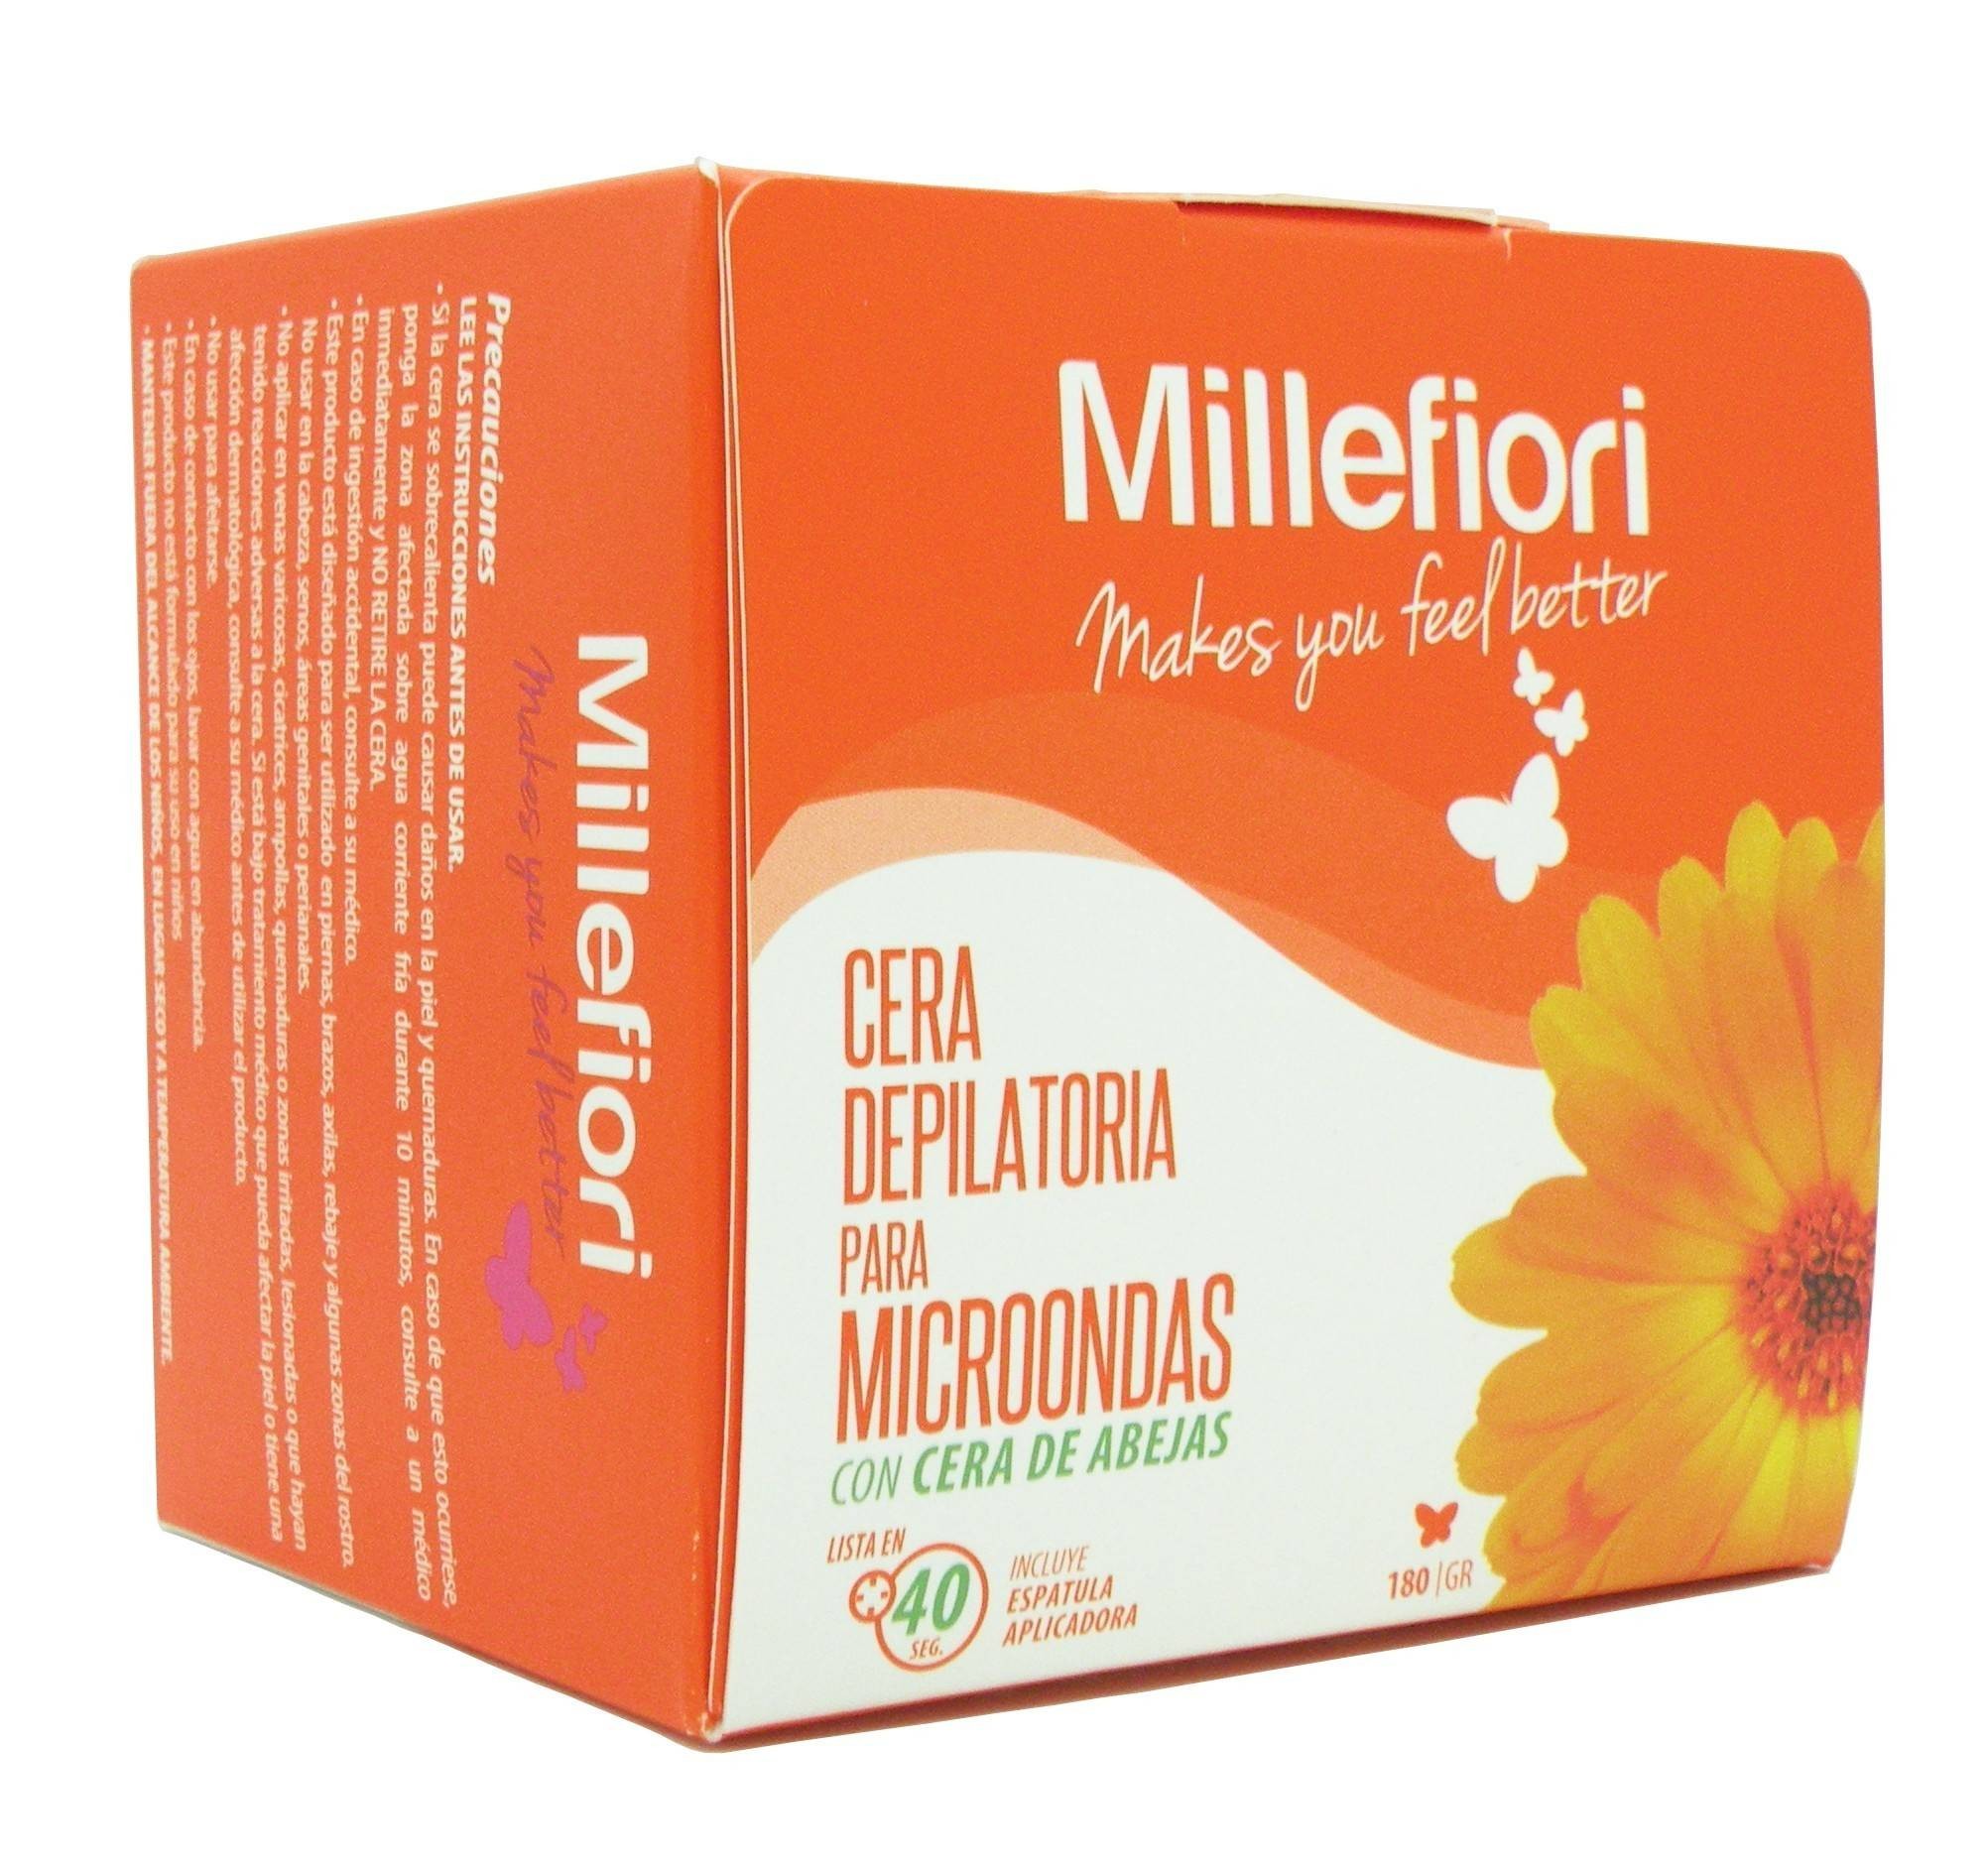 Millefiori
Makes you feel better
CERA
DEPILATORIA
PARA
MICROONDAS
CON CERA DE ABEJAS
LISTA EN
40
SEG.
INCLUYE
ESPATULA
APLICADORA
180 | GR
Millefiori
Makes you feel better
Precauciones
LEE LAS INSTRUCCIONES ANTES DE USAR.
· Si la cera se sobrecalienta puede causar daños en la piel y quemaduras. En caso de que esto ocurriese,
ponga la zona afectada sobre agua corriente fría durante 10 minutos, consulte a un médico
inmediatamente y NO RETIRE LA CERA.
· En caso de ingestión accidental, consulte a su médico.
· Este producto está diseñado para ser utilizado en piernas, brazos, axilas, rebaje y algunas zonas del rostro.
No usar en la cabeza, senos, áreas genitales o perianales.
· No aplicar en venas varicosas, cicatrices, ampollas, quemaduras o zonas irritadas, lesionadas o que hayan
tenido reacciones adversas a la cera. Si está bajo tratamiento médico que pueda afectar la piel o tiene una
afección dermatológica, consulte a su médico antes de utilizar el producto.
· No usar para afeitarse.
· En caso de contacto con los ojos, lavar con agua en abundancia.
· Este producto no está formulado para su uso en niños
· MANTENER FUERA DEL ALCANCE DE LOS NIÑOS, EN LUGAR SECO Y A TEMPERATURA AMBIENTE.